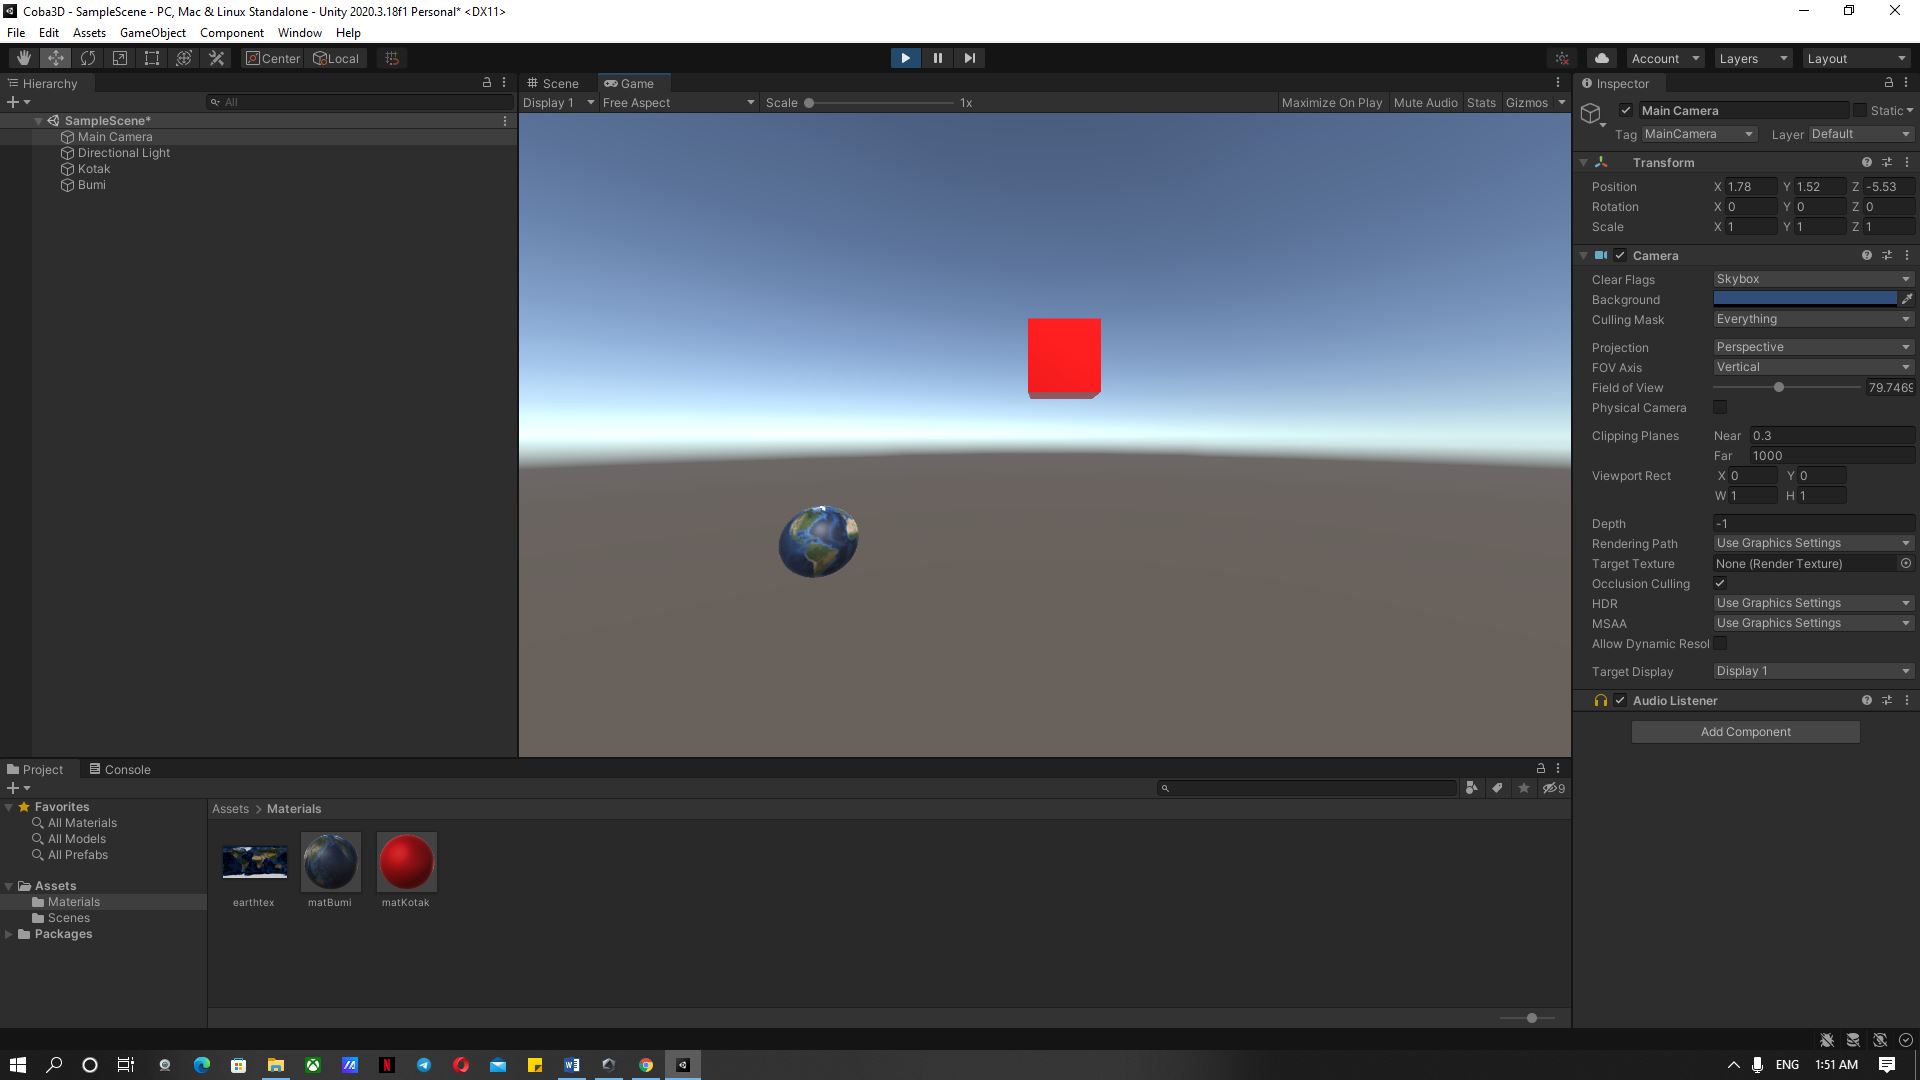 Coba3D - SampleScene - PC, Mac & Linux Standalone - Unity 2020.3.18f1 Personal* <DX11>
File Edit Assets GameObject Component Window Help
Center Local Account Layers Layout
Hierarchy
All
SampleScene*
Main Camera
Directional Light
Kotak
Bumi
Scene Game
Display 1 Free Aspect Scale 1x Maximize On Play Mute Audio Stats Gizmos
Inspector
Main Camera Static
Tag MainCamera Layer Default
Transform
Position X 1.78 Y 1.52 Z -5.53
Rotation X 0 Y 0 Z 0
Scale X 1 Y 1 Z 1
Camera
Clear Flags Skybox
Background
Culling Mask Everything
Projection Perspective
FOV Axis Vertical
Field of View 79.7469
Physical Camera
Clipping Planes Near 0.3
Far 1000
Viewport Rect X 0 Y 0
W 1 H 1
Depth -1
Rendering Path Use Graphics Settings
Target Texture None (Render Texture)
Occlusion Culling
HDR Use Graphics Settings
MSAA Use Graphics Settings
Allow Dynamic Resol
Target Display Display 1
Audio Listener
Add Component
Project Console
9
Favorites
All Materials
All Models
All Prefabs
Assets
Materials
Scenes
Packages
Assets > Materials
earthtex matBumi matKotak
ENG 1:51 AM